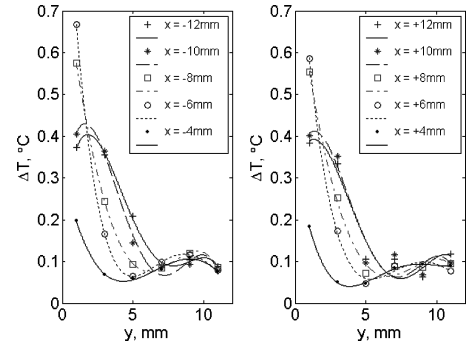 0.7
0.6
0.5
0.4
0.3
0.2
0.1
0
ΔT, °C
0 5 10
y, mm
x = -12mm
x = -10mm
x = -8mm
x = -6mm
x = -4mm
0.7
0.6
0.5
0.4
0.3
0.2
0.1
0
ΔT, °C
0 5 10
y, mm
x = +12mm
x = +10mm
x = +8mm
x = +6mm
x = +4mm